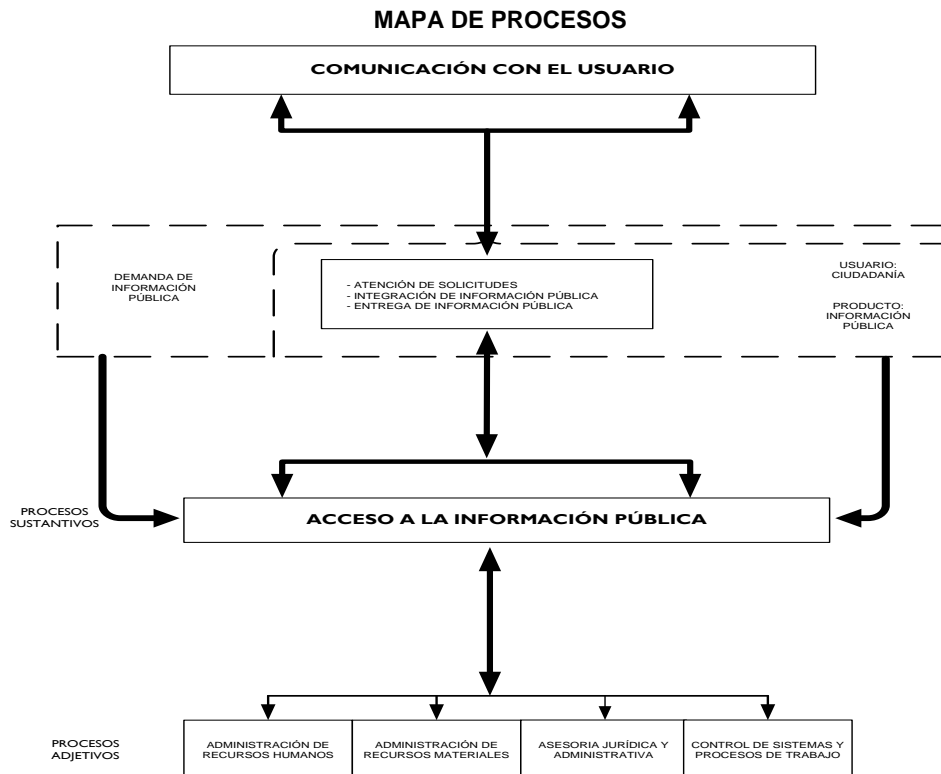 MAPA DE PROCESOS
COMUNICACIÓN CON EL USUARIO
DEMANDA DE
INFORMACIÓN
PÚBLICA
- ATENCIÓN DE SOLICITUDES
- INTEGRACIÓN DE INFORMACIÓN PÚBLICA
- ENTREGA DE INFORMACIÓN PÚBLICA
USUARIO:
CIUDADANÍA
PRODUCTO:
INFORMACIÓN
PÚBLICA
PROCESOS
SUSTANTIVOS
ACCESO A LA INFORMACIÓN PÚBLICA
PROCESOS
ADJETIVOS
ADMINISTRACIÓN DE
RECURSOS HUMANOS
ADMINISTRACIÓN DE
RECURSOS MATERIALES
ASESORIA JURÍDICA Y
ADMINISTRATIVA
CONTROL DE SISTEMAS Y
PROCESOS DE TRABAJO